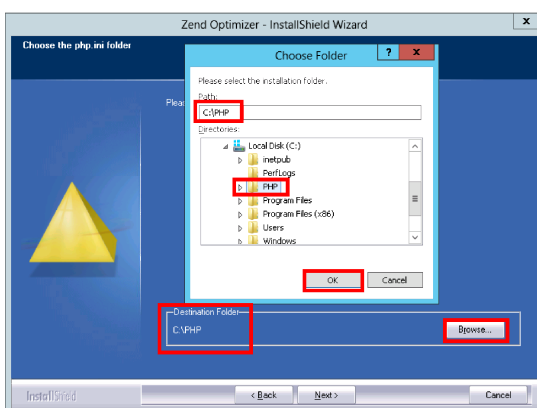 Zend Optimizer - InstallShield Wizard
x
Choose the php.ini folder
Choose Folder
?
x
Please select the installation folder.
Path:
C:\PHP
Directories:
Local Disk (C:)
inetpub
PerfLogs
PHP
Program Files
Program Files (x86)
Users
Windows
OK
Cancel
Destination Folder
C:\PHP
Browse...
InstallShield
< Back
Next >
Cancel